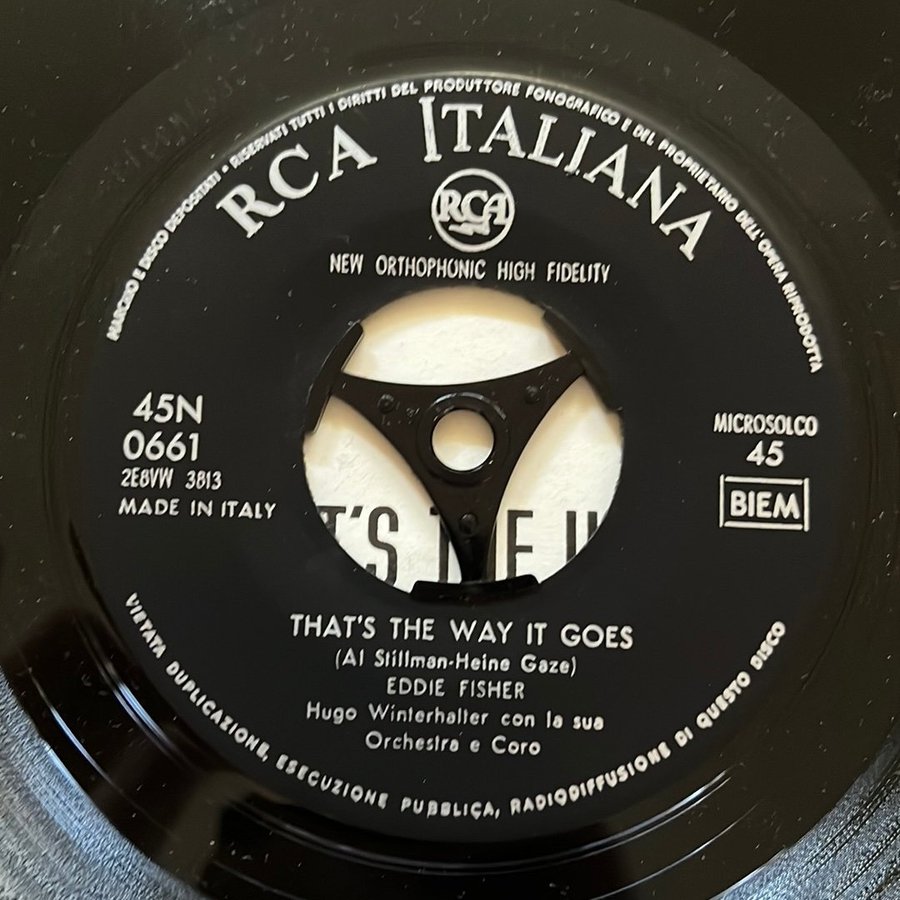 MARCHIO E DISCO DEPOSITATI • RISERVATI TUTTI I DIRITTI DEL PRODUTTORE FONOGRAFICO E DEL PROPRIETARIO DELL'OPERA RIPRODOTTA
RCA ITALIANA
RCA
NEW ORTHOPHONIC HIGH FIDELITY
45N
0661
2E8VW 3813
MADE IN ITALY
MICROSOLCO
45
BIEM
T'S THE
THAT'S THE WAY IT GOES
(Al Stillman-Heine Gaze)
EDDIE FISHER
Hugo Winterhalter con la sua
Orchestra e Coro
VIETATA DUPLICAZIONE, ESECUZIONE PUBBLICA, RADIODIFFUSIONE DI QUESTO DISCO